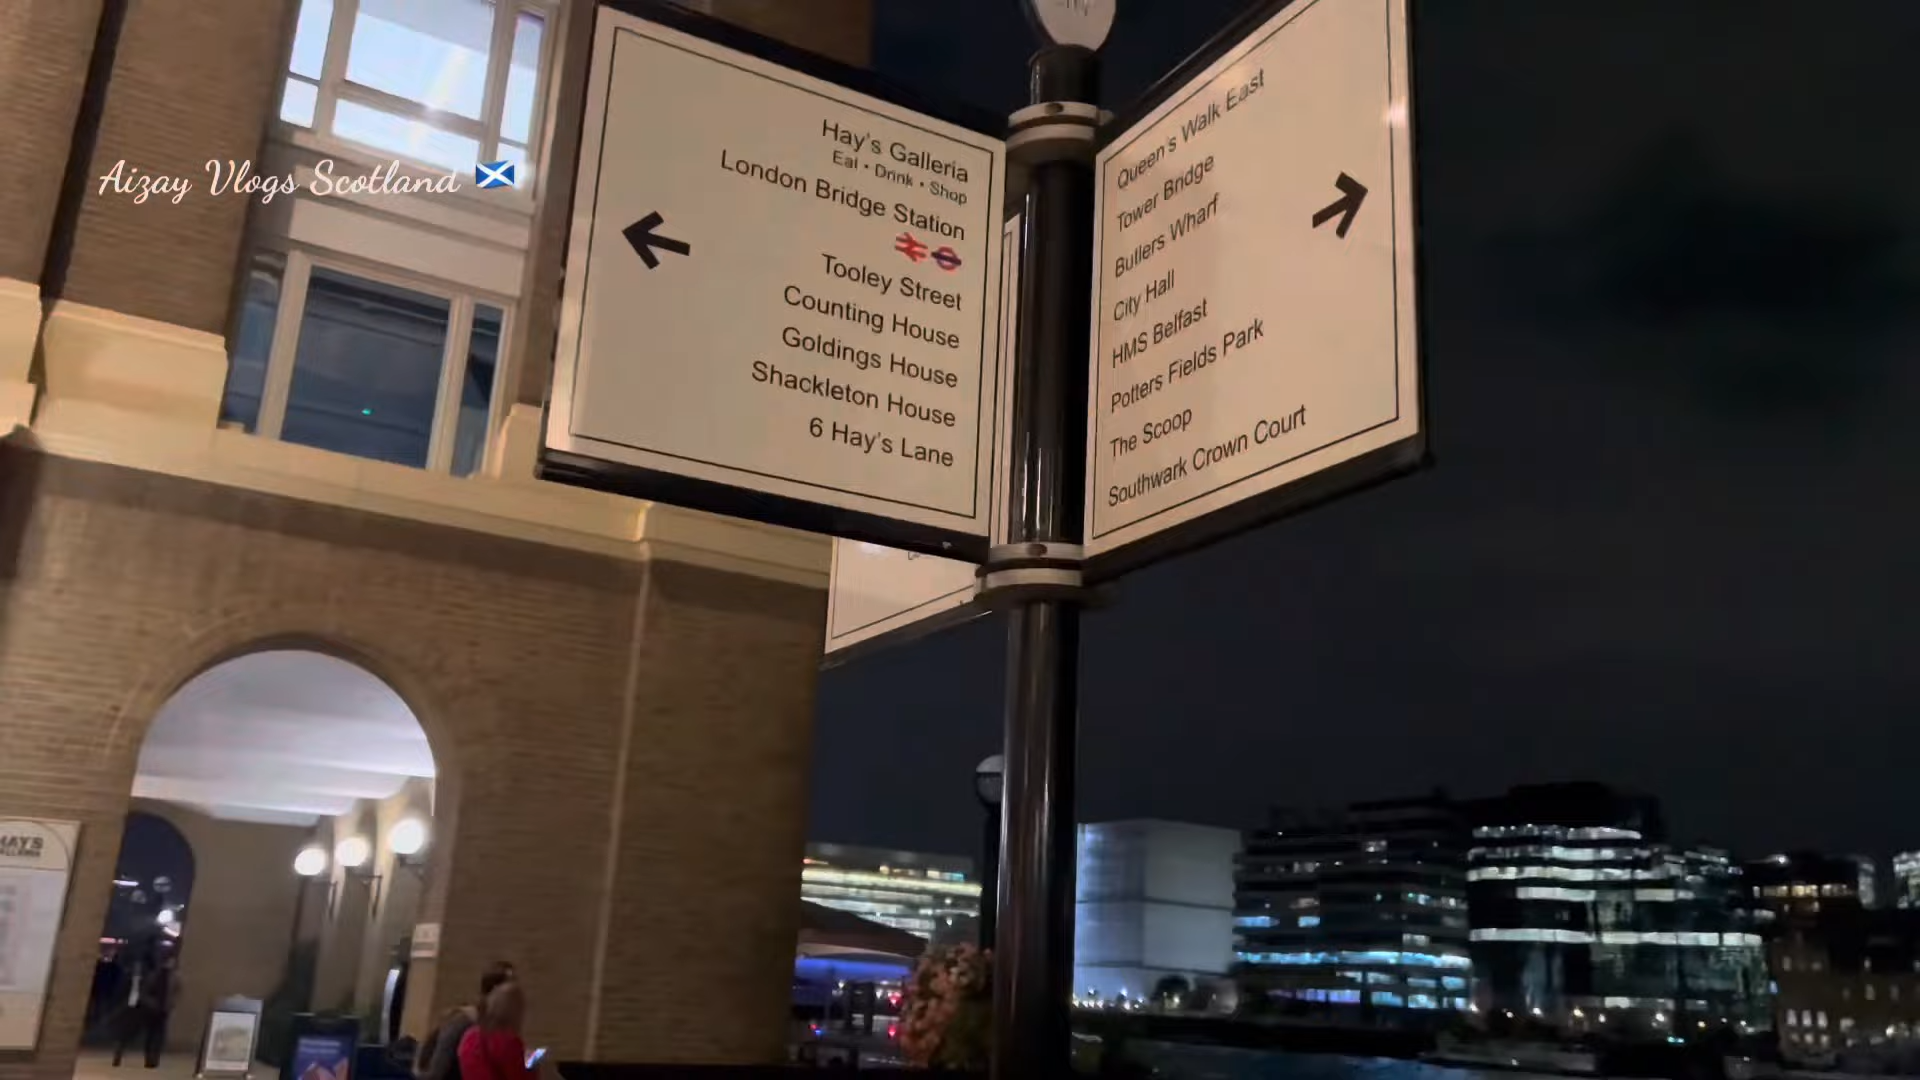 Aizay Vlogs Scotland
Hay's Galleria
Eat • Drink • Shop
London Bridge Station
Tooley Street
Counting House
Goldings House
Shackleton House
6 Hay's Lane
Queen's Walk East
Tower Bridge
Butlers Wharf
City Hall
HMS Belfast
Potters Fields Park
The Scoop
Southwark Crown Court
HAY'S
GALLERIA